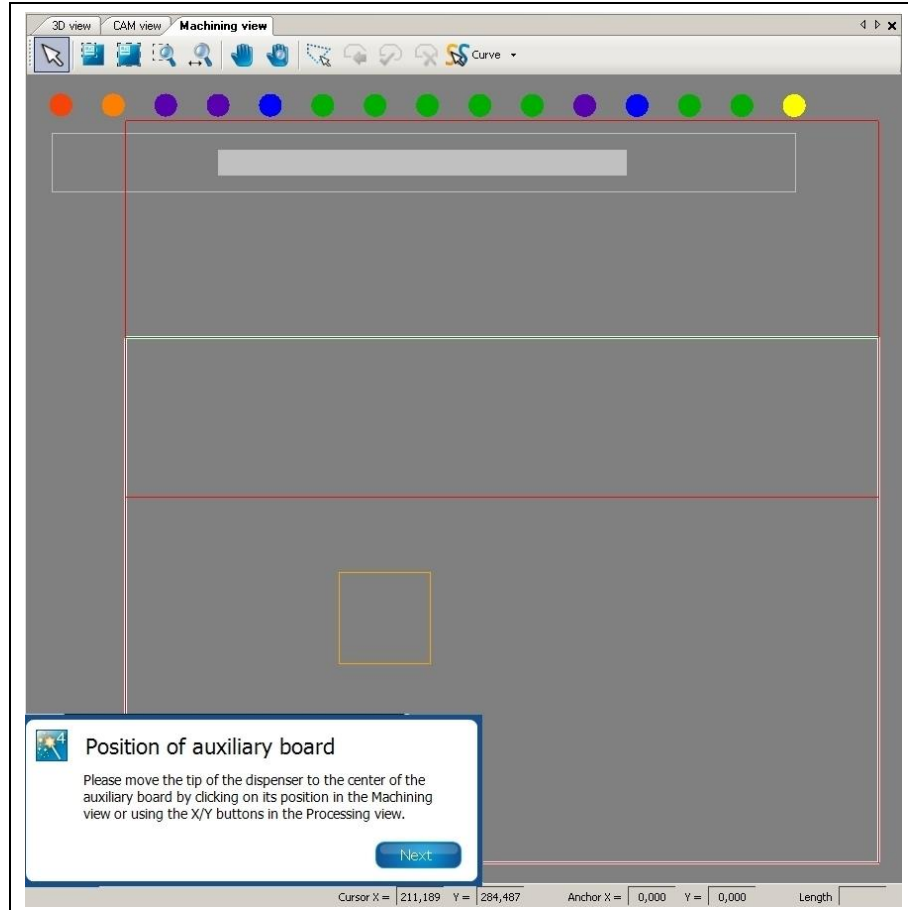 3D view CAM view Machining view
Curve
4
Position of auxiliary board
Please move the tip of the dispenser to the center of the
auxiliary board by clicking on its position in the Machining
view or using the X/Y buttons in the Processing view.
Next
Cursor X = 211,189 Y = 284,487 Anchor X = 0,000 Y = 0,000 Length